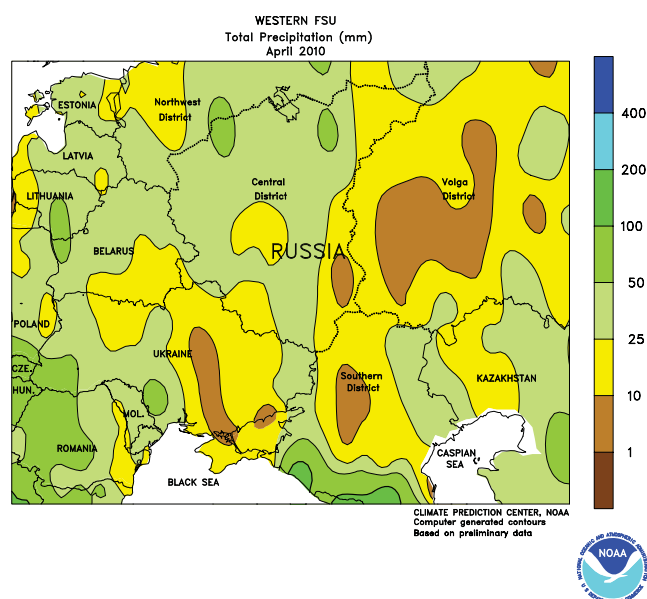 WESTERN FSU
Total Precipitation (mm)
April 2010
ESTONIA
Northwest
District
LATVIA
LITHUANIA
Central
District
Volga
District
RUSSIA
BELARUS
POLAND
UKRAINE
CZE.
HUN.
Southern
District
KAZAKHSTAN
MOL.
ROMANIA
CASPIAN
SEA
BLACK SEA
400
200
100
50
25
10
1
CLIMATE PREDICTION CENTER, NOAA
Computer generated contours
Based on preliminary data
NOAA